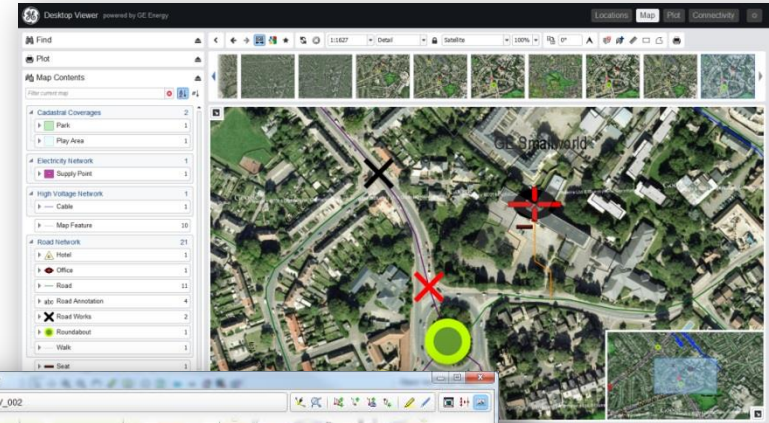 Desktop Viewer powered by GE Energy
Locations Map Plot Connectivity
Find
1:1627 Detail Satellite 100% 0°
Plot
Map Contents
Filter current map
Cadastral Coverages 2
Park 1
Play Area 1
Electricity Network 1
Supply Point 1
High Voltage Network 1
Cable 1
Map Feature 10
Road Network 21
Hotel 1
Office 1
Road 11
abc Road Annotation 4
Road Works 2
Roundabout 1
Walk 1
Seat 1
GE Smallworld
_002